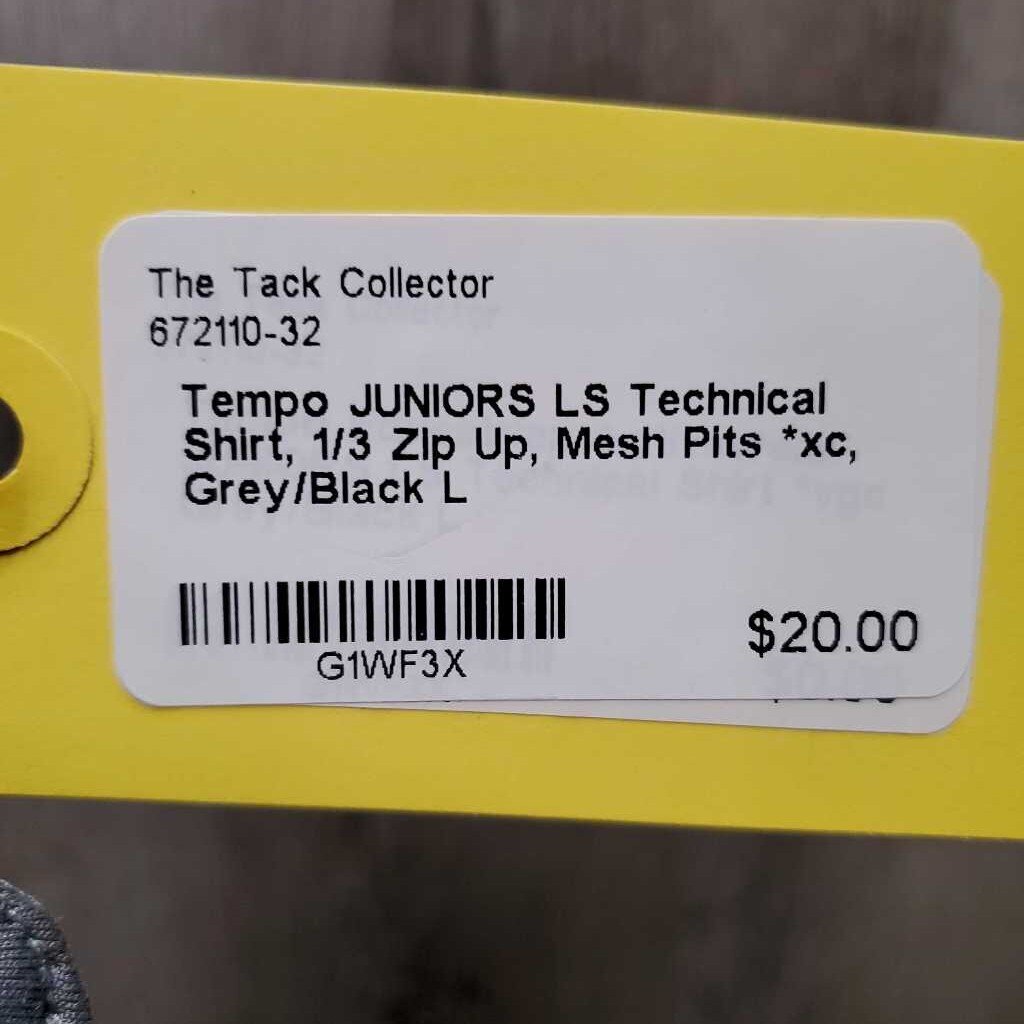 The Tack Collector
672110-32
Tempo JUNIORS LS Technical
Shirt, 1/3 Zip Up, Mesh Pits *xc,
Grey/Black L
G1WF3X
$20.00